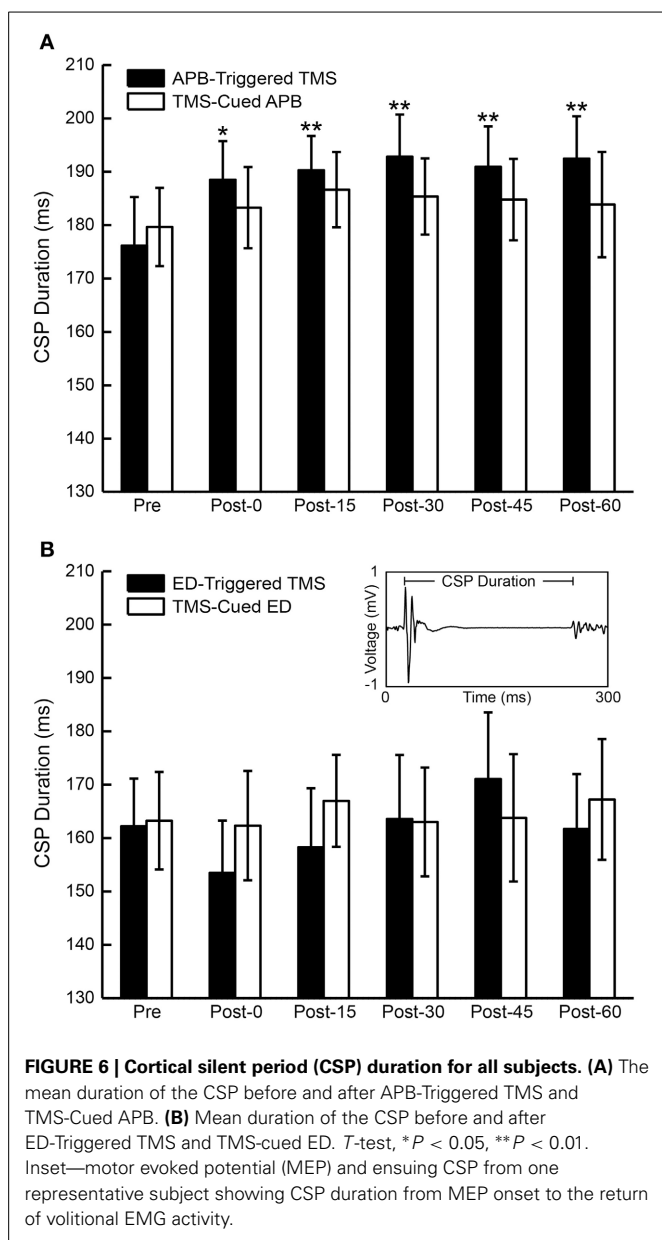 A
210
200
190
180
170
160
150
140
130
CSP Duration (ms)
APB-Triggered TMS
TMS-Cued APB
* ** ** ** **
Pre Post-0 Post-15 Post-30 Post-45 Post-60
B
210
200
190
180
170
160
150
140
130
CSP Duration (ms)
ED-Triggered TMS
TMS-Cued ED
1
-1
Voltage (mV)
CSP Duration
0 Time (ms) 300
Pre Post-0 Post-15 Post-30 Post-45 Post-60
FIGURE 6 | Cortical silent period (CSP) duration for all subjects. (A) The
mean duration of the CSP before and after APB-Triggered TMS and
TMS-Cued APB. (B) Mean duration of the CSP before and after
ED-Triggered TMS and TMS-cued ED. T-test, *P < 0.05, **P < 0.01.
Inset—motor evoked potential (MEP) and ensuing CSP from one
representative subject showing CSP duration from MEP onset to the return
of volitional EMG activity.